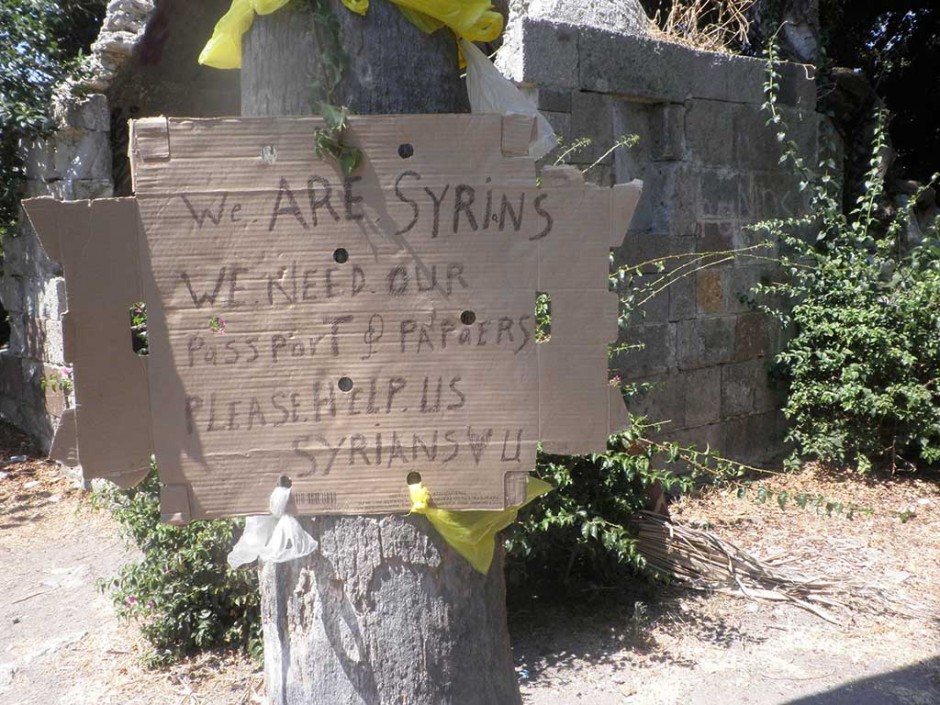 We. ARE. SYRiNS
WE. NEED. OUR
PassPorT & PAPaERS
PLEASE. HELP. US
SYRIANS ♥ U